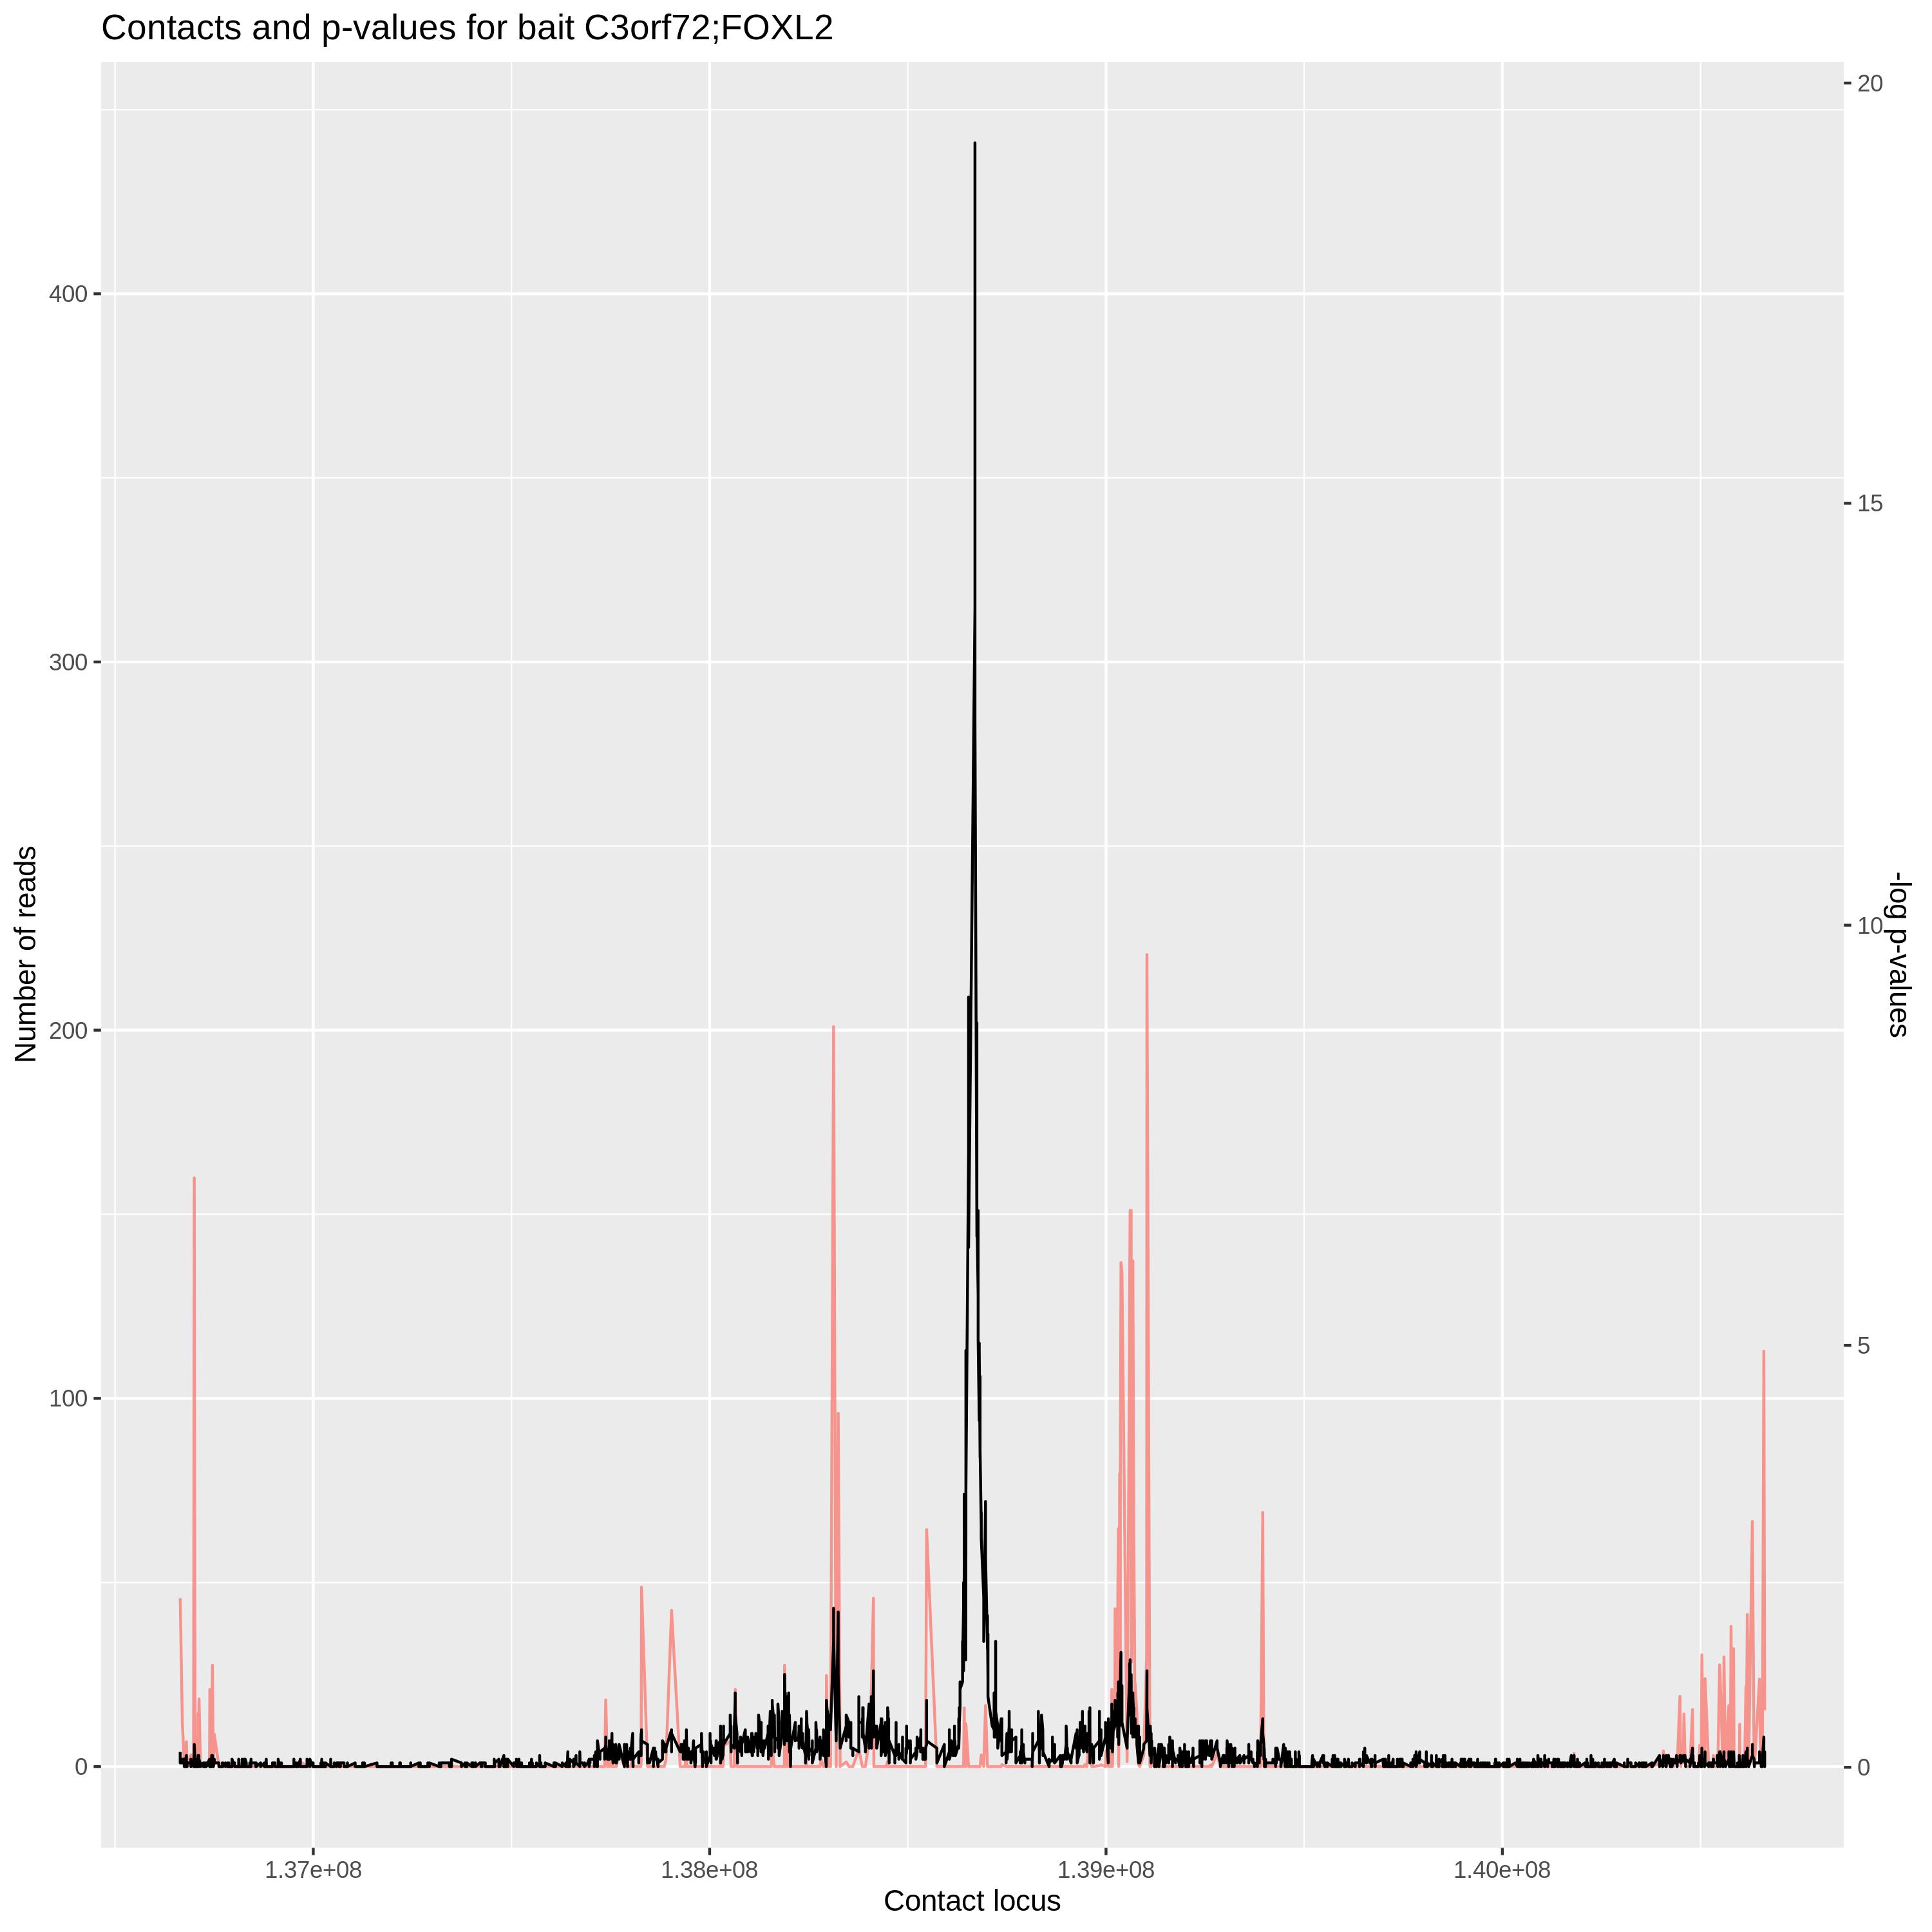 Contacts and p-values for bait C3orf72;FOXL2
Number of reads
400
300
200
100
0
20
15
10
5
0
-log p-values
1.37e+08
1.38e+08
1.39e+08
1.40e+08
Contact locus